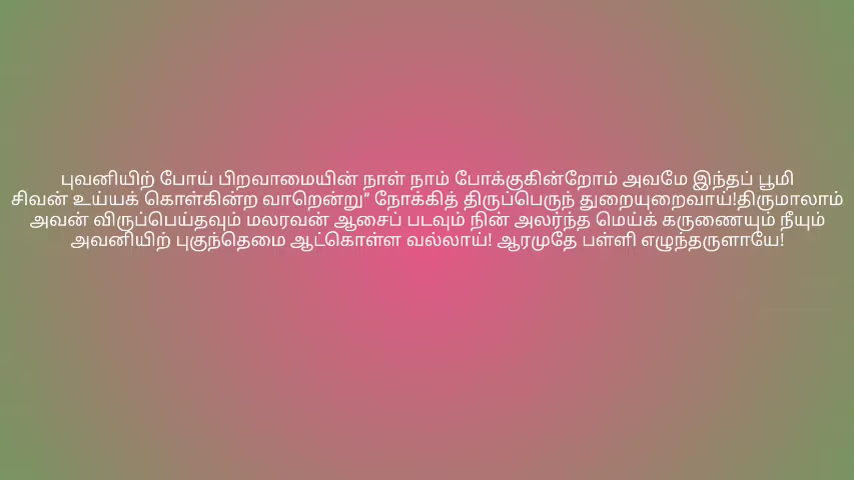 புவனியிற் போய் பிறவாமையின் நாள் நாம் போக்குகின்றோம் அவமே இந்தப் பூமி
சிவன் உய்யக் கொள்கின்ற வாறென்று" நோக்கித் திருப்பெருந் துறையுறைவாய்!திருமாலாம்
அவன் விருப்பெய்தவும் மலரவன் ஆசைப் படவும் நின் அலர்ந்த மெய்க் கருணையும் நீயும்
அவனியிற் புகுந்தெமை ஆட்கொள்ள வல்லாய்! ஆரமுதே பள்ளி எழுந்தருளாயே!